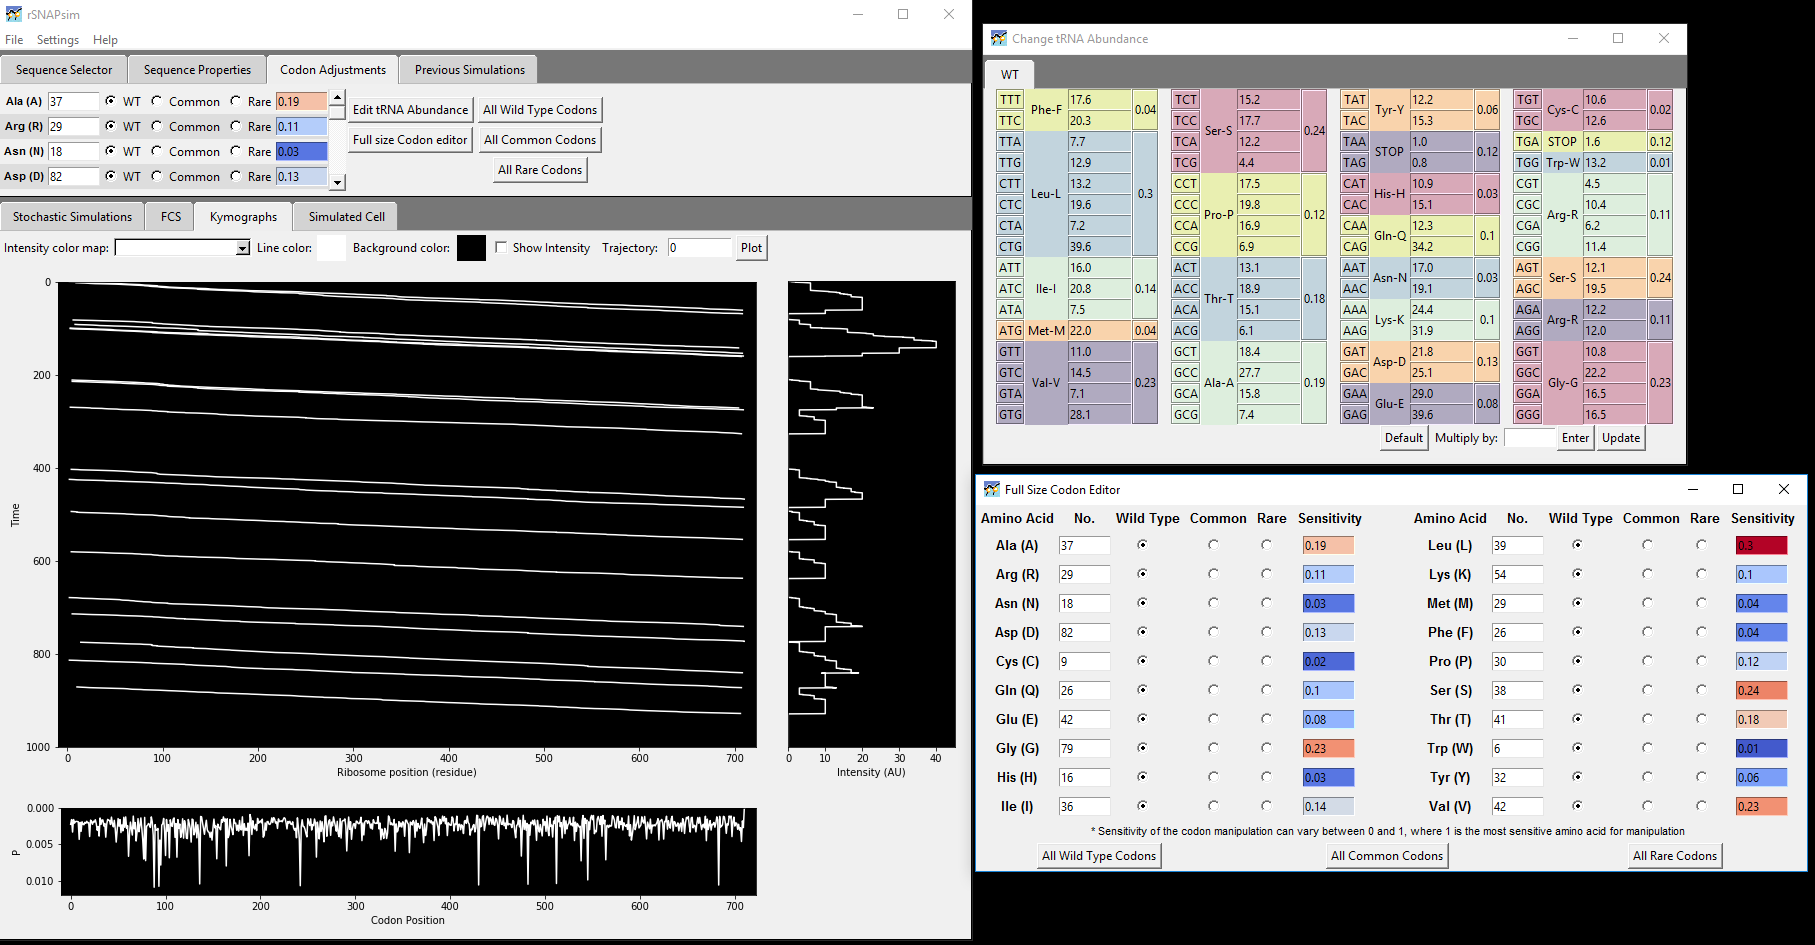 rSNAPsim
File Settings Help
Sequence Selector Sequence Properties Codon Adjustments Previous Simulations
Ala (A) 37 WT Common Rare 0.19
Arg (R) 29 WT Common Rare 0.11
Asn (N) 18 WT Common Rare 0.03
Asp (D) 82 WT Common Rare 0.13
Edit tRNA Abundance All Wild Type Codons
Full size Codon editor All Common Codons
All Rare Codons
Stochastic Simulations FCS Kymographs Simulated Cell
Intensity color map: Line color: Background color: Show Intensity Trajectory: 0 Plot
0
200
400
600
800
1000
Time
0 100 200 300 400 500 600 700
Ribosome position (residue)
0 10 20 30 40
Intensity (AU)
0.000
0.005
0.010
P
0 100 200 300 400 500 600 700
Codon Position
Change tRNA Abundance
WT
TTT Phe-F 17.6 0.04
TTC 20.3
TTA Leu-L 7.7 0.3
TTG 12.9
CTT 13.2
CTC 19.6
CTA 7.2
CTG 39.6
ATT Ile-I 16.0 0.14
ATC 20.8
ATA 7.5
ATG Met-M 22.0 0.04
GTT Val-V 11.0 0.23
GTC 14.5
GTA 7.1
GTG 28.1
TCT Ser-S 15.2 0.24
TCC 17.7
TCA 12.2
TCG 4.4
CCT Pro-P 17.5 0.12
CCC 19.8
CCA 16.9
CCG 6.9
ACT Thr-T 13.1 0.18
ACC 18.9
ACA 15.1
ACG 6.1
GCT Ala-A 18.4 0.19
GCC 27.7
GCA 15.8
GCG 7.4
TAT Tyr-Y 12.2 0.06
TAC 15.3
TAA STOP 1.0 0.12
TAG 0.8
CAT His-H 10.9 0.03
CAC 15.1
CAA Gln-Q 12.3 0.1
CAG 34.2
AAT Asn-N 17.0 0.03
AAC 19.1
AAA Lys-K 24.4 0.1
AAG 31.9
GAT Asp-D 21.8 0.13
GAC 25.1
GAA Glu-E 29.0 0.08
GAG 39.6
TGT Cys-C 10.6 0.02
TGC 12.6
TGA STOP 1.6 0.12
TGG Trp-W 13.2 0.01
CGT Arg-R 4.5 0.11
CGC 10.4
CGA 6.2
CGG 11.4
AGT Ser-S 12.1 0.24
AGC 19.5
AGA Arg-R 12.2 0.11
AGG 12.0
GGT Gly-G 10.8 0.23
GGC 22.2
GGA 16.5
GGG 16.5
Default Multiply by: Enter Update
Full Size Codon Editor
Amino Acid No. Wild Type Common Rare Sensitivity Amino Acid No. Wild Type Common Rare Sensitivity
Ala (A) 37 0.19 Leu (L) 39 0.3
Arg (R) 29 0.11 Lys (K) 54 0.1
Asn (N) 18 0.03 Met (M) 29 0.04
Asp (D) 82 0.13 Phe (F) 26 0.04
Cys (C) 9 0.02 Pro (P) 30 0.12
Gln (Q) 26 0.1 Ser (S) 38 0.24
Glu (E) 42 0.08 Thr (T) 41 0.18
Gly (G) 79 0.23 Trp (W) 6 0.01
His (H) 16 0.03 Tyr (Y) 32 0.06
Ile (I) 36 0.14 Val (V) 42 0.23
* Sensitivity of the codon manipulation can vary between 0 and 1, where 1 is the most sensitive amino acid for manipulation
All Wild Type Codons All Common Codons All Rare Codons